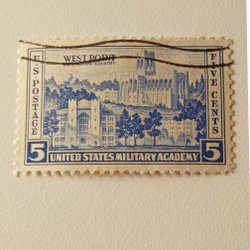 WEST POINT
U.S. POSTAGE
FIVE CENTS
5 UNITED STATES MILITARY ACADEMY 5